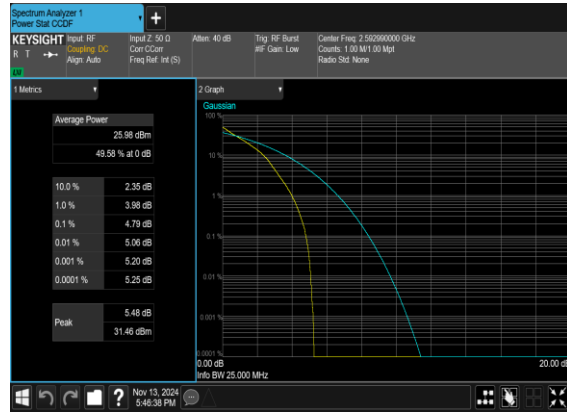 Spectrum Analyzer 1
Power Stat CCDF
+
KEYSIGHT
R T
LXI
Input: RF
Coupling: DC
Align: Auto
Input Z: 50 Ω
Corr CCorr
Freq Ref: Int (S)
Atten: 40 dB
Trig: RF Burst
#IF Gain: Low
Center Freq: 2.592990000 GHz
Counts: 1.00 M/1.00 Mpt
Radio Std: None
1 Metrics
Average Power
25.98 dBm
49.58 % at 0 dB
10.0 % 2.35 dB
1.0 % 3.98 dB
0.1 % 4.79 dB
0.01 % 5.06 dB
0.001 % 5.20 dB
0.0001 % 5.25 dB
Peak
5.48 dB
31.46 dBm
2 Graph
Gaussian
100 %
10 %
1 %
0.1 %
0.01 %
0.001 %
0.0001 %
0.00 dB
20.00 dB
Info BW 25.000 MHz
?
Nov 13, 2024
5:46:38 PM